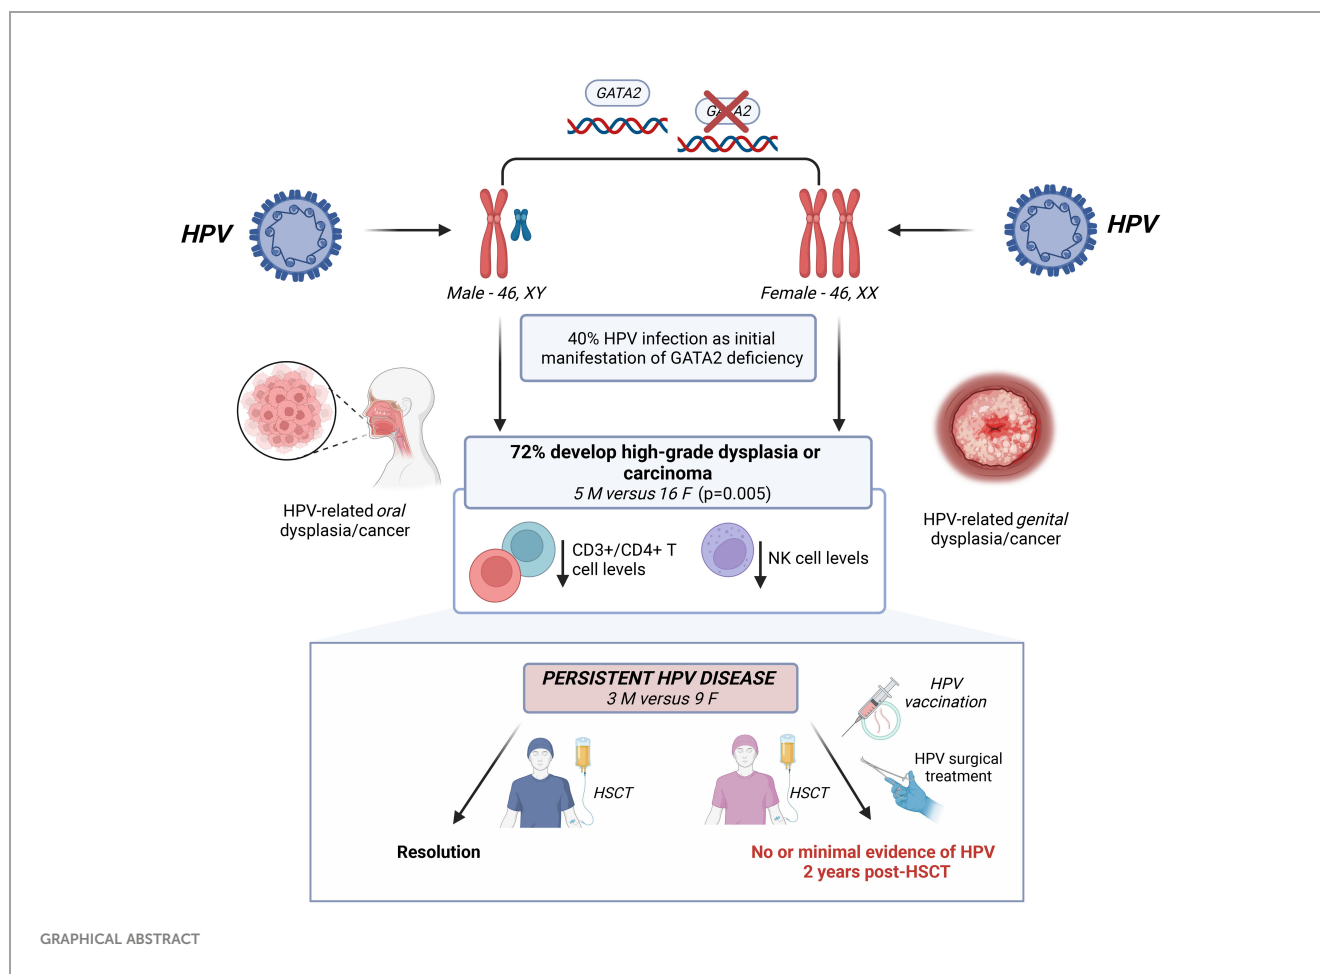 GATA2
GATA2
HPV
HPV
Male - 46, XY
Female - 46, XX
40% HPV infection as initial
manifestation of GATA2 deficiency
72% develop high-grade dysplasia or
carcinoma
5 M versus 16 F (p=0.005)
HPV-related oral
dysplasia/cancer
HPV-related genital
dysplasia/cancer
CD3+/CD4+ T
cell levels
NK cell levels
PERSISTENT HPV DISEASE
3 M versus 9 F
HPV
vaccination
HPV surgical
treatment
HSCT
HSCT
Resolution
No or minimal evidence of HPV
2 years post-HSCT
GRAPHICAL ABSTRACT